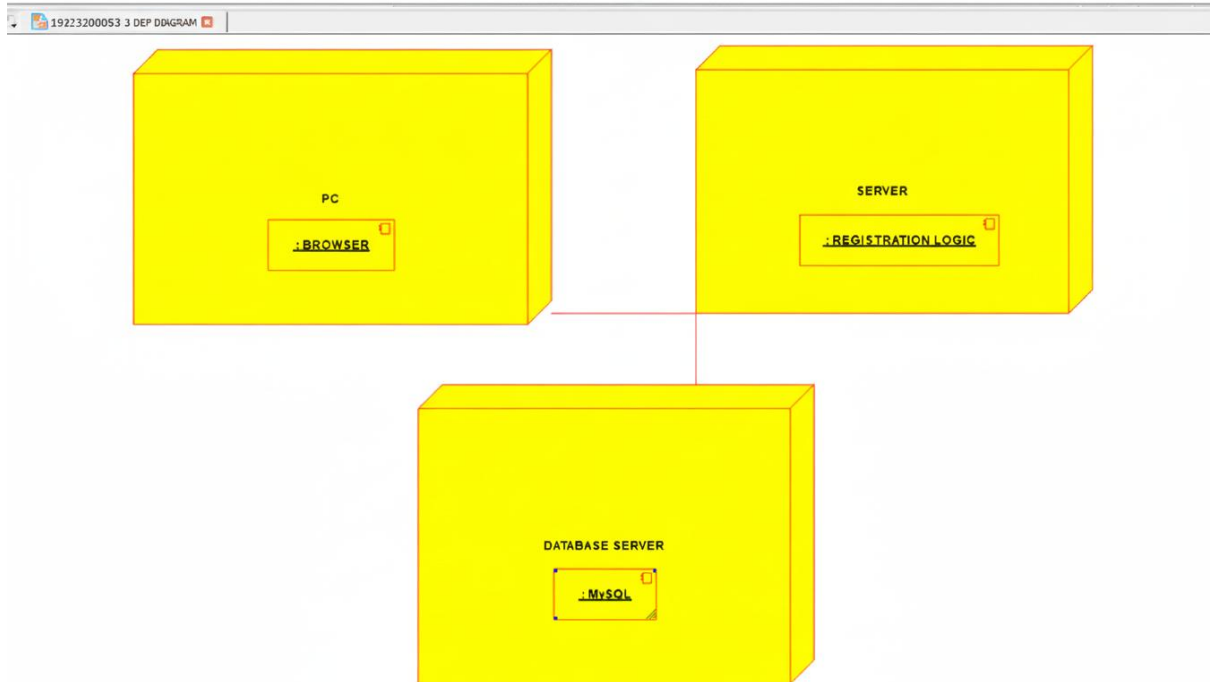 19223200053 3 DEP DIAGRAM
PC
: BROWSER
SERVER
: REGISTRATION LOGIC
DATABASE SERVER
: MySQL